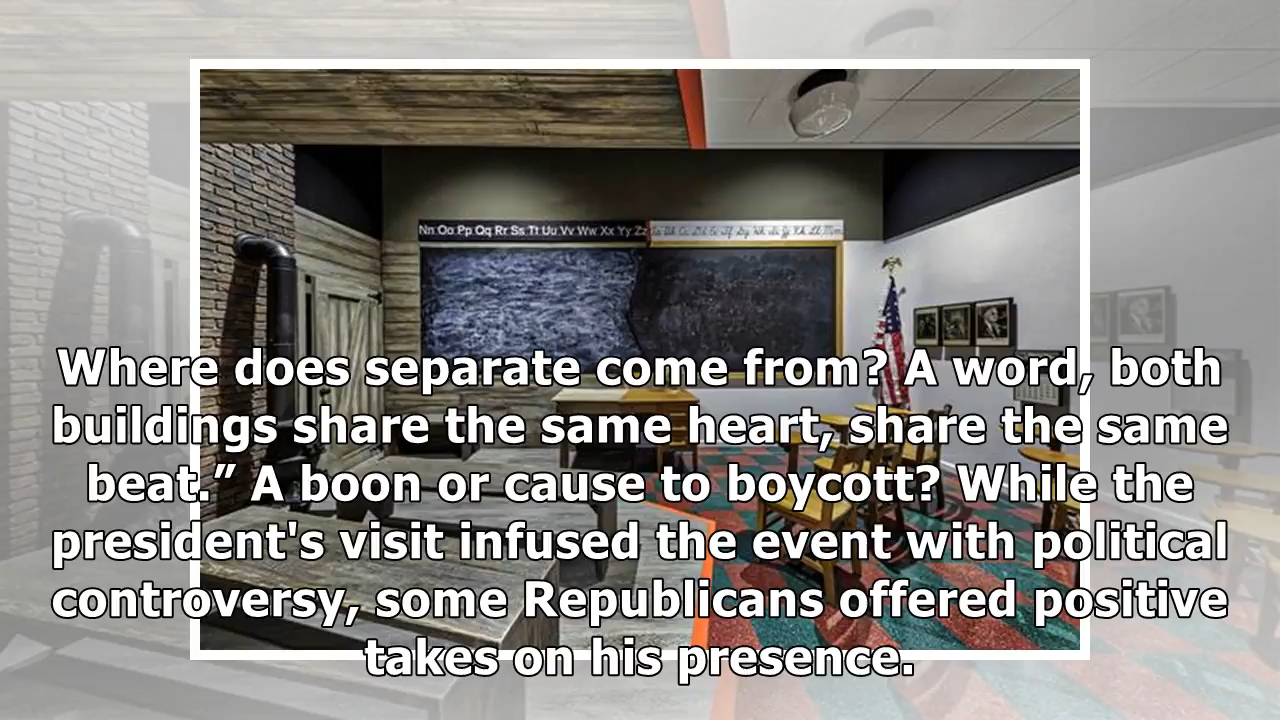 Nn Oo Pp Qq Rr Ss Tt Uu Vv Ww Xx Yy Zz
Where does separate come from? A word, both
buildings share the same heart, share the same
beat.” A boon or cause to boycott? While the
president's visit infused the event with political
controversy, some Republicans offered positive
takes on his presence.